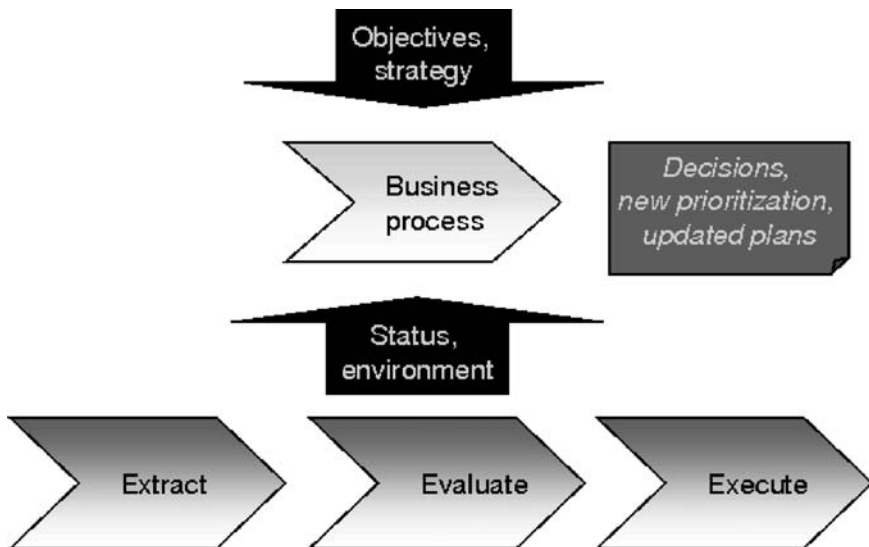 Objectives,
strategy
Business
process
Decisions,
new prioritization,
updated plans
Status,
environment
Extract
Evaluate
Execute